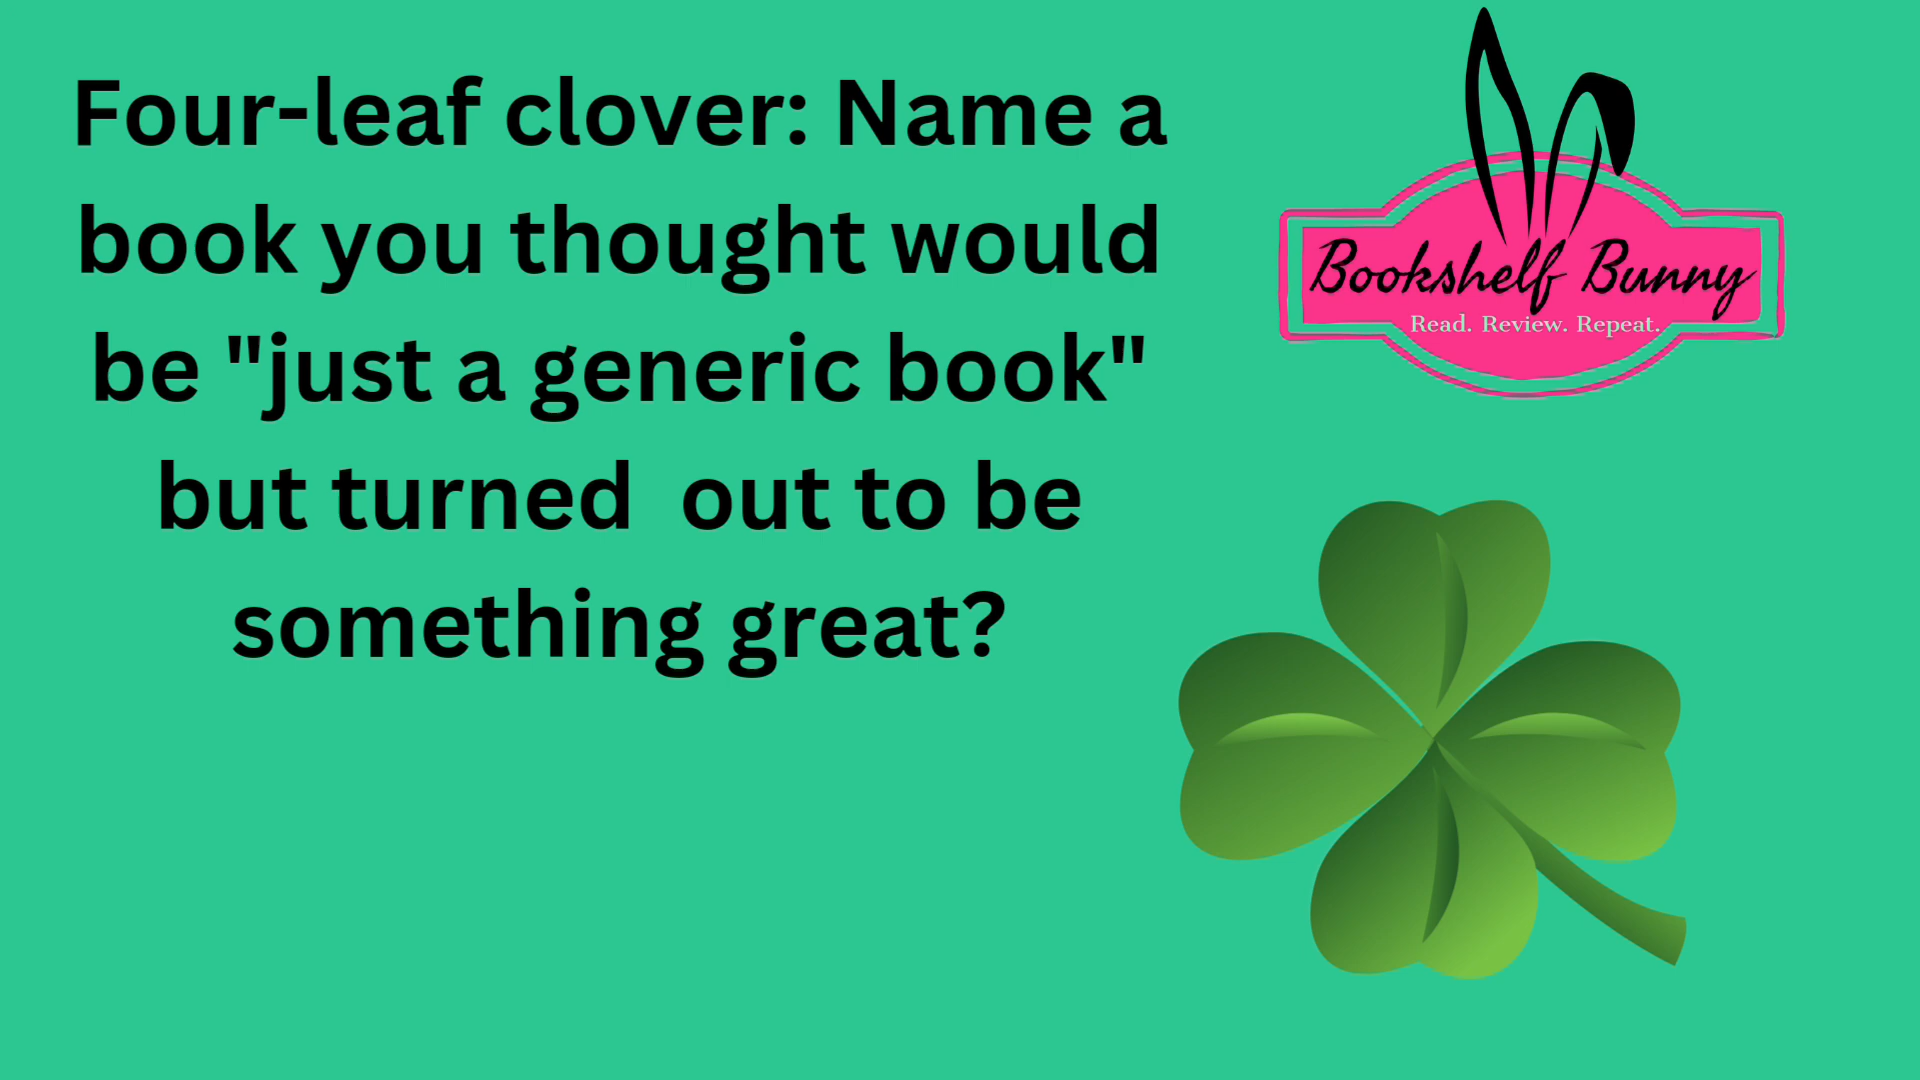 Four-leaf clover: Name a
book you thought would
be "just a generic book"
but turned  out to be
something great?
Bookshelf Bunny
Read. Review. Repeat.